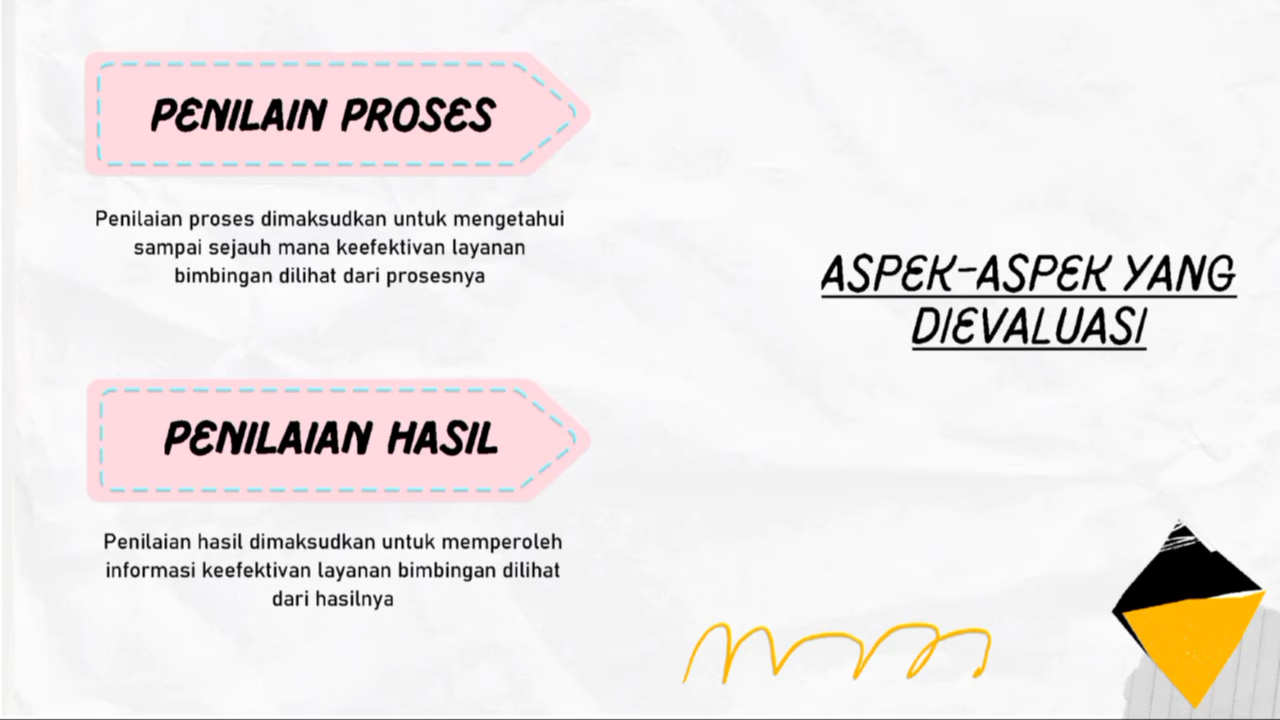 PENILAIN PROSES
Penilaian proses dimaksudkan untuk mengetahui
sampai sejauh mana keefektivan layanan
bimbingan dilihat dari prosesnya
ASPEK-ASPEK YANG
DIEVALUASI
PENILAIAN HASIL
Penilaian hasil dimaksudkan untuk memperoleh
informasi keefektivan layanan bimbingan dilihat
dari hasilnya